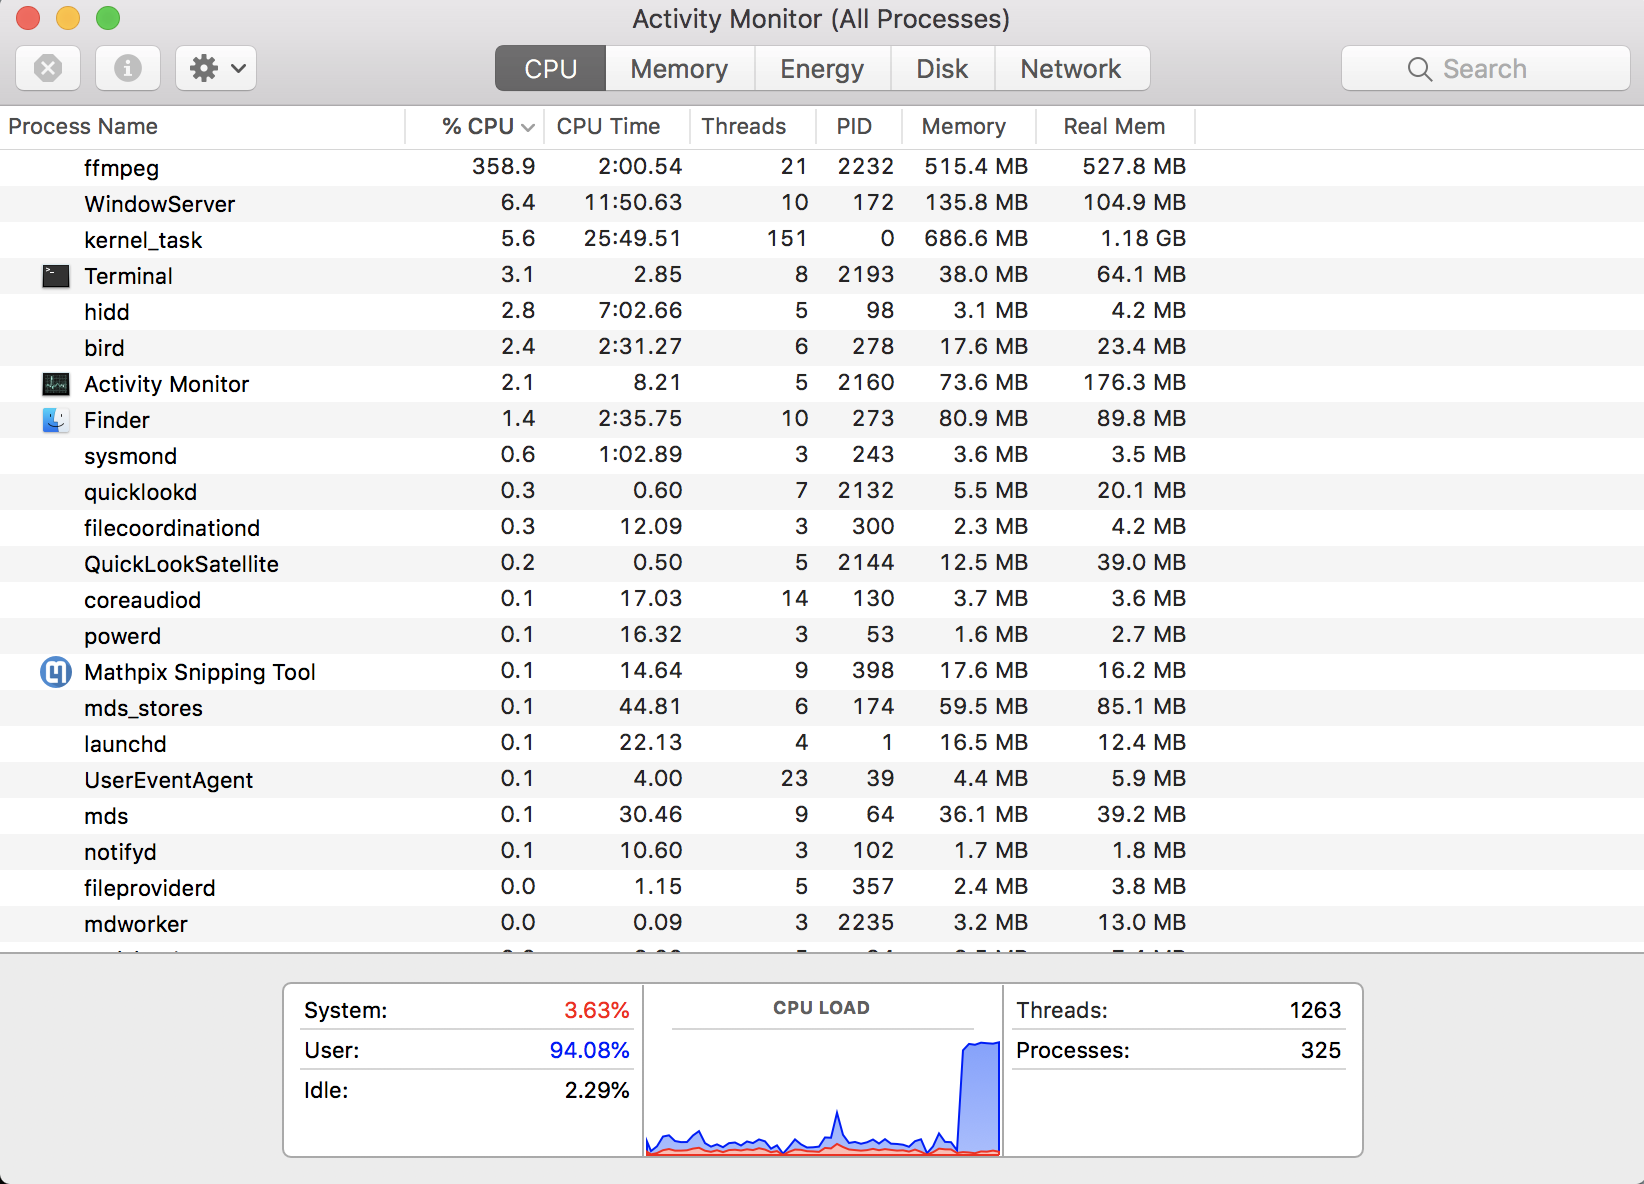 Activity Monitor (All Processes)
CPU Memory Energy Disk Network Search
Process Name % CPU CPU Time Threads PID Memory Real Mem
ffmpeg 358.9 2:00.54 21 2232 515.4 MB 527.8 MB
WindowServer 6.4 11:50.63 10 172 135.8 MB 104.9 MB
kernel_task 5.6 25:49.51 151 0 686.6 MB 1.18 GB
Terminal 3.1 2.85 8 2193 38.0 MB 64.1 MB
hidd 2.8 7:02.66 5 98 3.1 MB 4.2 MB
bird 2.4 2:31.27 6 278 17.6 MB 23.4 MB
Activity Monitor 2.1 8.21 5 2160 73.6 MB 176.3 MB
Finder 1.4 2:35.75 10 273 80.9 MB 89.8 MB
sysmond 0.6 1:02.89 3 243 3.6 MB 3.5 MB
quicklookd 0.3 0.60 7 2132 5.5 MB 20.1 MB
filecoordinationd 0.3 12.09 3 300 2.3 MB 4.2 MB
QuickLookSatellite 0.2 0.50 5 2144 12.5 MB 39.0 MB
coreaudiod 0.1 17.03 14 130 3.7 MB 3.6 MB
powerd 0.1 16.32 3 53 1.6 MB 2.7 MB
Mathpix Snipping Tool 0.1 14.64 9 398 17.6 MB 16.2 MB
mds_stores 0.1 44.81 6 174 59.5 MB 85.1 MB
launchd 0.1 22.13 4 1 16.5 MB 12.4 MB
UserEventAgent 0.1 4.00 23 39 4.4 MB 5.9 MB
mds 0.1 30.46 9 64 36.1 MB 39.2 MB
notifyd 0.1 10.60 3 102 1.7 MB 1.8 MB
fileproviderd 0.0 1.15 5 357 2.4 MB 3.8 MB
mdworker 0.0 0.09 3 2235 3.2 MB 13.0 MB
System: 3.63% CPU LOAD Threads: 1263
User: 94.08% Processes: 325
Idle: 2.29%